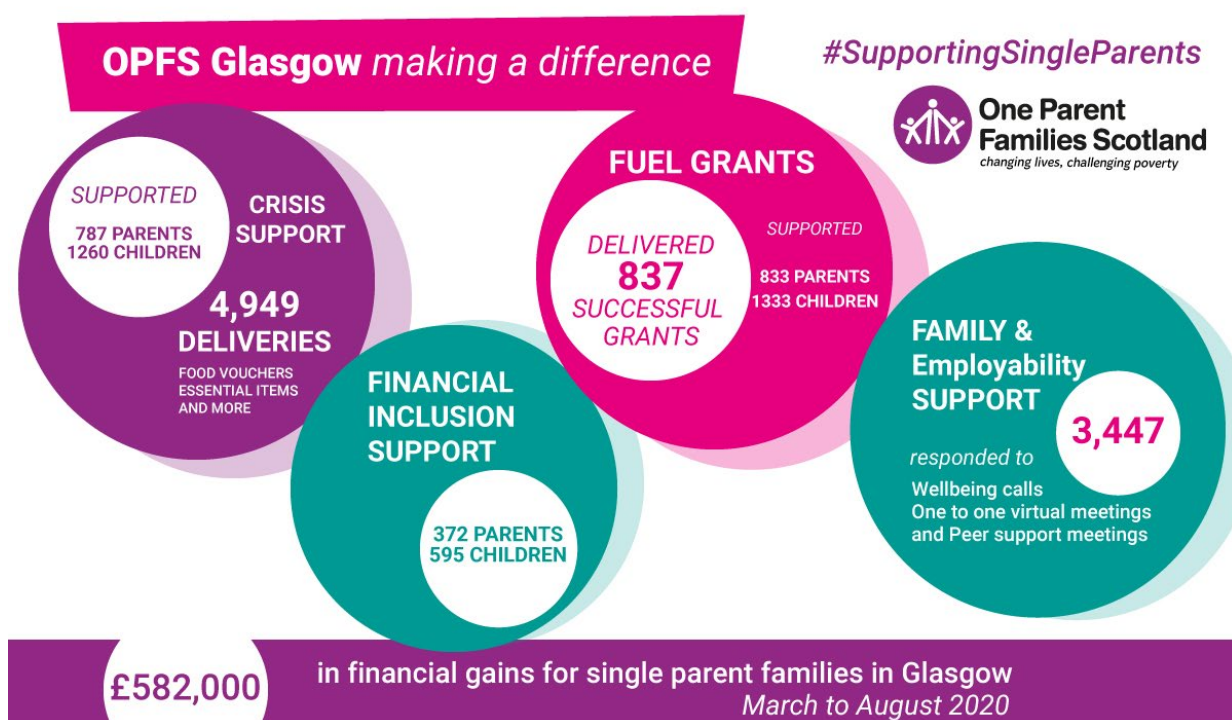 OPFS Glasgow making a difference
#SupportingSingleParents
One Parent
Families Scotland
changing lives, challenging poverty
SUPPORTED
787 PARENTS
1260 CHILDREN
CRISIS
SUPPORT
4,949
DELIVERIES
FOOD VOUCHERS
ESSENTIAL ITEMS
AND MORE
FINANCIAL
INCLUSION
SUPPORT
372 PARENTS
595 CHILDREN
FUEL GRANTS
DELIVERED
837
SUCCESSFUL
GRANTS
SUPPORTED
833 PARENTS
1333 CHILDREN
FAMILY &
Employability
SUPPORT
3,447
responded to
Wellbeing calls
One to one virtual meetings
and Peer support meetings
£582,000
in financial gains for single parent families in Glasgow
March to August 2020